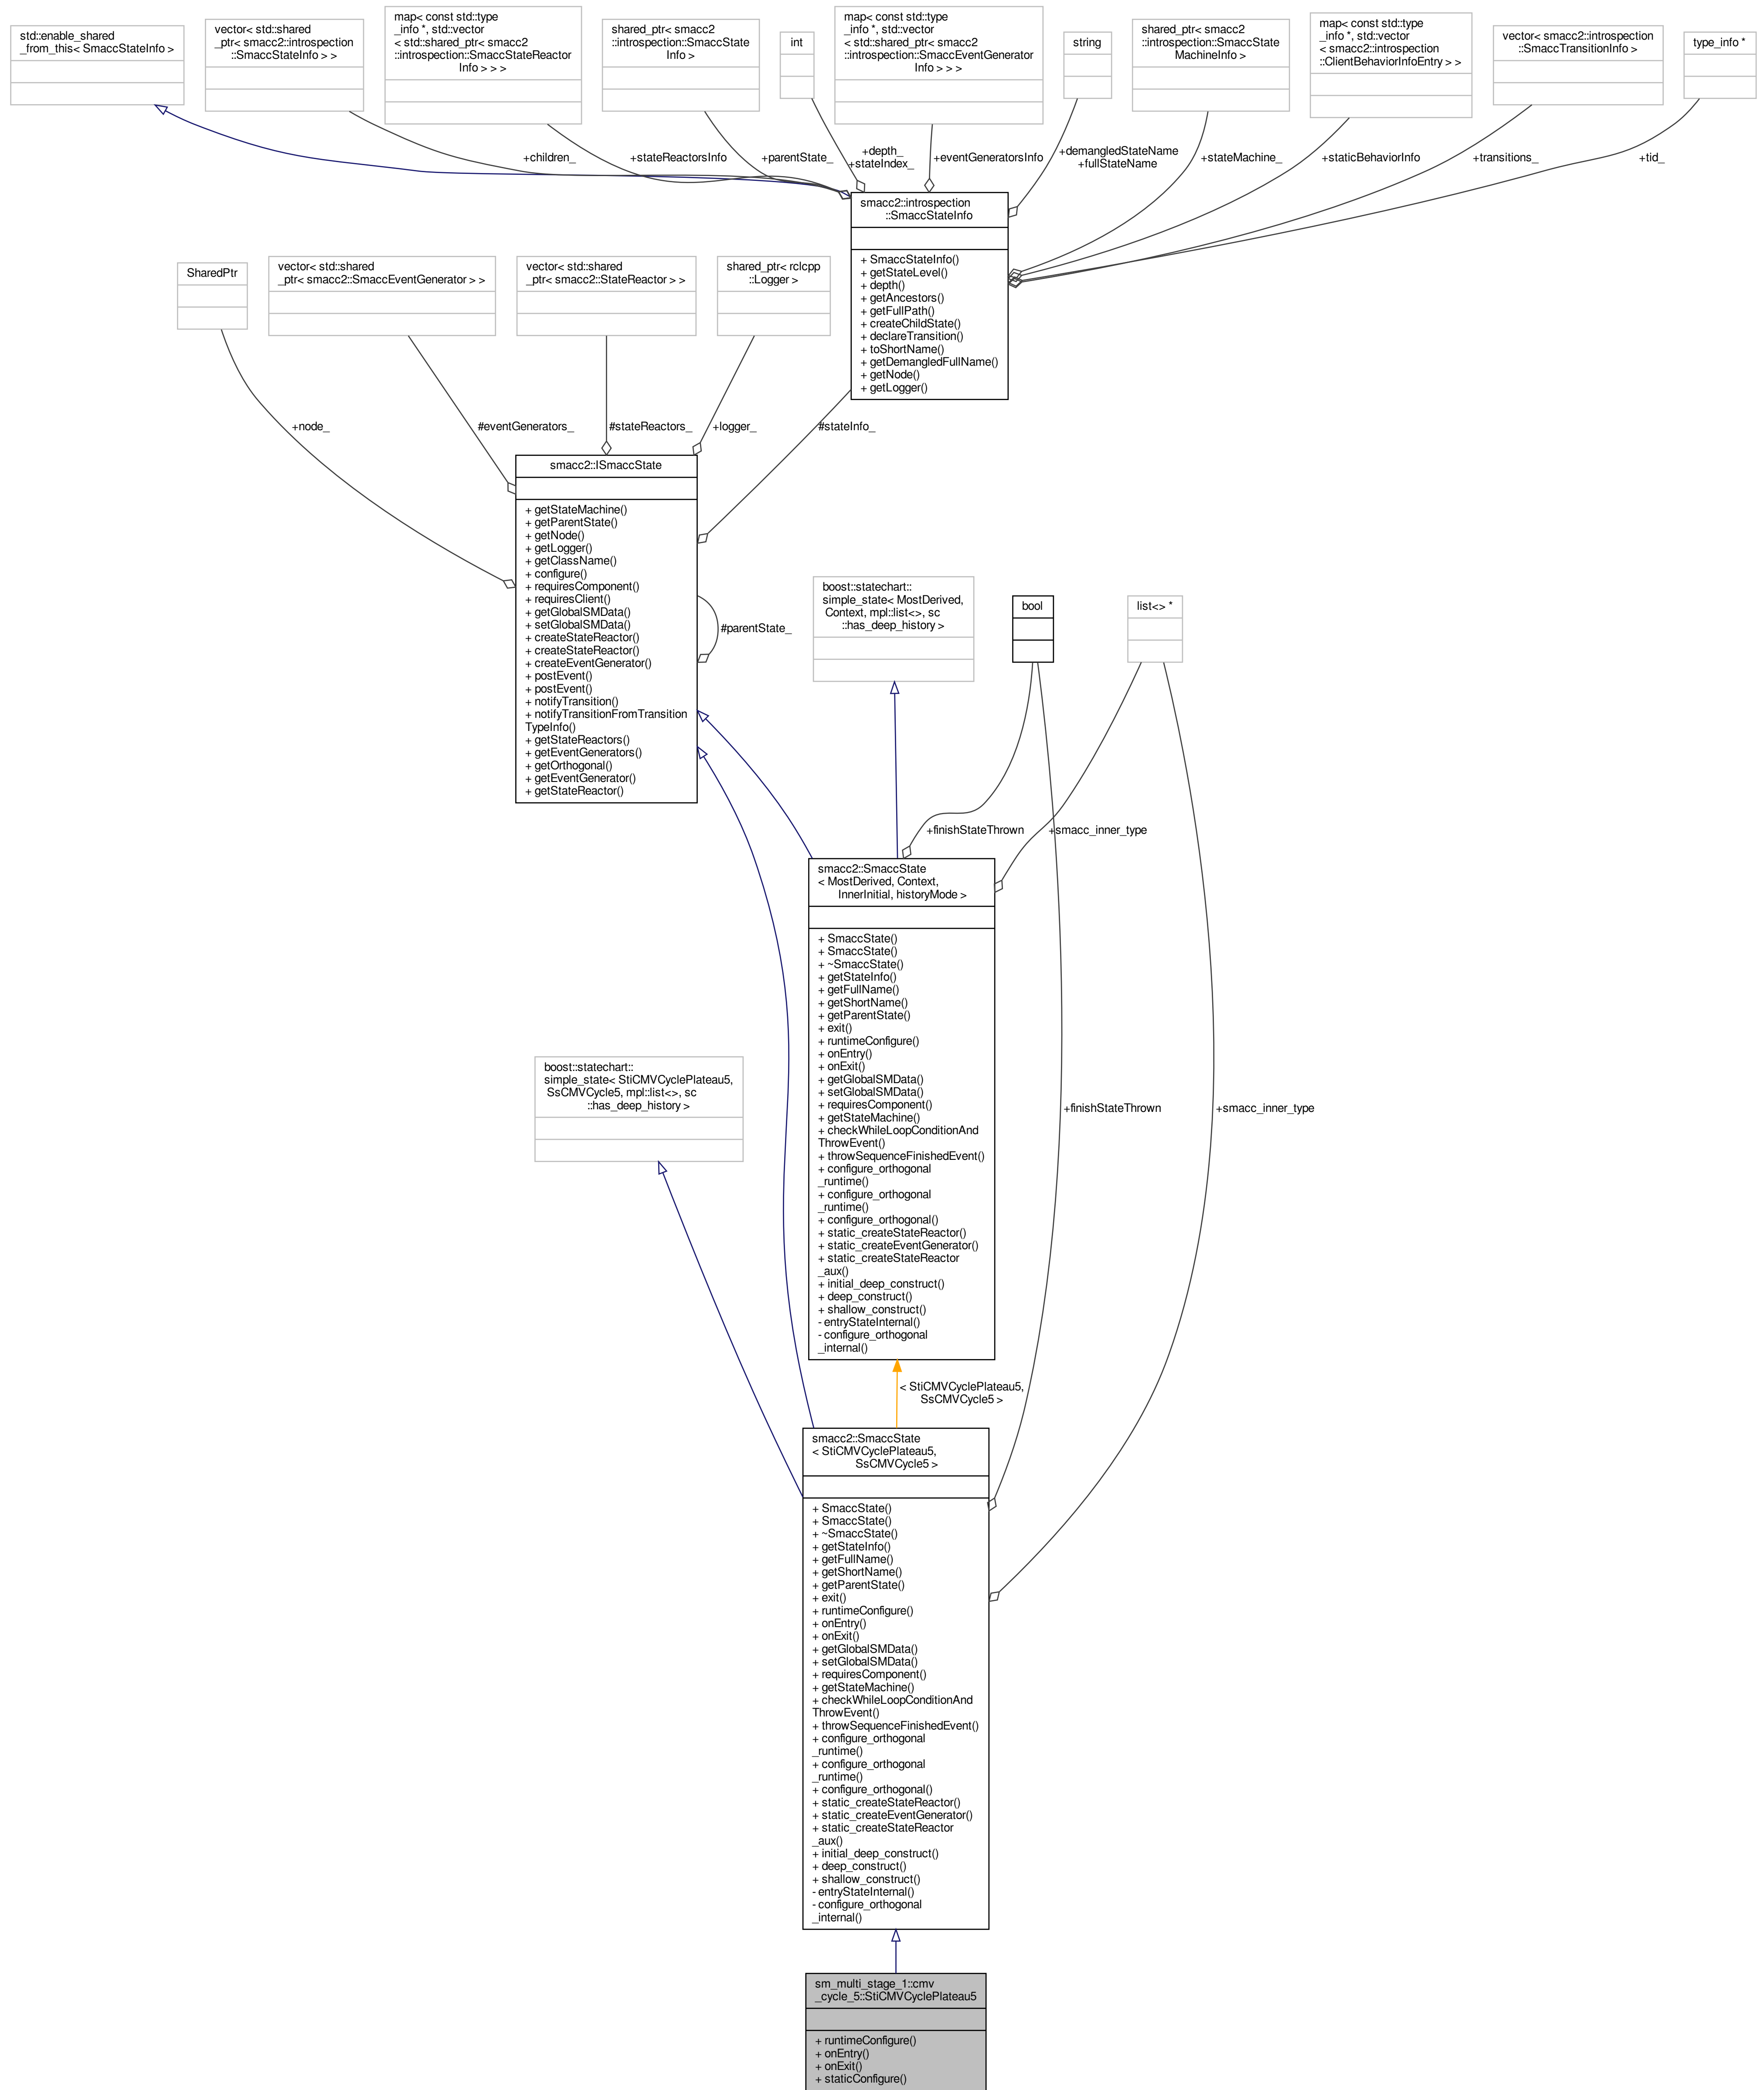 std::enable_shared
_from_this< SmaccStateInfo >
vector< std::shared
_ptr< smacc2::introspection
::SmaccStateInfo > >
map< const std::type
_info *, std::vector
< std::shared_ptr< smacc2
::introspection::SmaccStateReactor
Info > > >
shared_ptr< smacc2
::introspection::SmaccState
Info >
int
map< const std::type
_info *, std::vector
< std::shared_ptr< smacc2
::introspection::SmaccEventGenerator
Info > > >
string
shared_ptr< smacc2
::introspection::SmaccState
MachineInfo >
map< const std::type
_info *, std::vector
< smacc2::introspection
::ClientBehaviorInfoEntry > >
vector< smacc2::introspection
::SmaccTransitionInfo >
type_info *
+children_
+stateReactorsInfo
+parentState_
+depth_
+stateIndex_
+eventGeneratorsInfo
+demangledStateName
+fullStateName
+stateMachine_
+staticBehaviorInfo
+transitions_
+tid_
smacc2::introspection
::SmaccStateInfo
+ SmaccStateInfo()
+ getStateLevel()
+ depth()
+ getAncestors()
+ getFullPath()
+ createChildState()
+ declareTransition()
+ toShortName()
+ getDemangledFullName()
+ getNode()
+ getLogger()
SharedPtr
vector< std::shared
_ptr< smacc2::SmaccEventGenerator > >
vector< std::shared
_ptr< smacc2::StateReactor > >
shared_ptr< rclcpp
::Logger >
+node_
#eventGenerators_
#stateReactors_
+logger_
#stateInfo_
smacc2::ISmaccState
+ getStateMachine()
+ getParentState()
+ getNode()
+ getLogger()
+ getClassName()
+ configure()
+ requiresComponent()
+ requiresClient()
+ getGlobalSMData()
+ setGlobalSMData()
+ createStateReactor()
+ createStateReactor()
+ createEventGenerator()
+ postEvent()
+ postEvent()
+ notifyTransition()
+ notifyTransitionFromTransition
TypeInfo()
+ getStateReactors()
+ getEventGenerators()
+ getOrthogonal()
+ getEventGenerator()
+ getStateReactor()
#parentState_
boost::statechart::
simple_state< MostDerived,
Context, mpl::list<>, sc
::has_deep_history >
bool
list<> *
+finishStateThrown
+smacc_inner_type
smacc2::SmaccState
< MostDerived, Context,
InnerInitial, historyMode >
+ SmaccState()
+ SmaccState()
+ ~SmaccState()
+ getStateInfo()
+ getFullName()
+ getShortName()
+ getParentState()
+ exit()
+ runtimeConfigure()
+ onEntry()
+ onExit()
+ getGlobalSMData()
+ setGlobalSMData()
+ requiresComponent()
+ getStateMachine()
+ checkWhileLoopConditionAnd
ThrowEvent()
+ throwSequenceFinishedEvent()
+ configure_orthogonal
_runtime()
+ configure_orthogonal
_runtime()
+ configure_orthogonal()
+ static_createStateReactor()
+ static_createEventGenerator()
+ static_createStateReactor
_aux()
+ initial_deep_construct()
+ deep_construct()
+ shallow_construct()
- entryStateInternal()
- configure_orthogonal
_internal()
boost::statechart::
simple_state< StiCMVCyclePlateau5,
SsCMVCycle5, mpl::list<>, sc
::has_deep_history >
+finishStateThrown
+smacc_inner_type
< StiCMVCyclePlateau5,
SsCMVCycle5 >
smacc2::SmaccState
< StiCMVCyclePlateau5,
SsCMVCycle5 >
+ SmaccState()
+ SmaccState()
+ ~SmaccState()
+ getStateInfo()
+ getFullName()
+ getShortName()
+ getParentState()
+ exit()
+ runtimeConfigure()
+ onEntry()
+ onExit()
+ getGlobalSMData()
+ setGlobalSMData()
+ requiresComponent()
+ getStateMachine()
+ checkWhileLoopConditionAnd
ThrowEvent()
+ throwSequenceFinishedEvent()
+ configure_orthogonal
_runtime()
+ configure_orthogonal
_runtime()
+ configure_orthogonal()
+ static_createStateReactor()
+ static_createEventGenerator()
+ static_createStateReactor
_aux()
+ initial_deep_construct()
+ deep_construct()
+ shallow_construct()
- entryStateInternal()
- configure_orthogonal
_internal()
sm_multi_stage_1::cmv
_cycle_5::StiCMVCyclePlateau5
+ runtimeConfigure()
+ onEntry()
+ onExit()
+ staticConfigure()